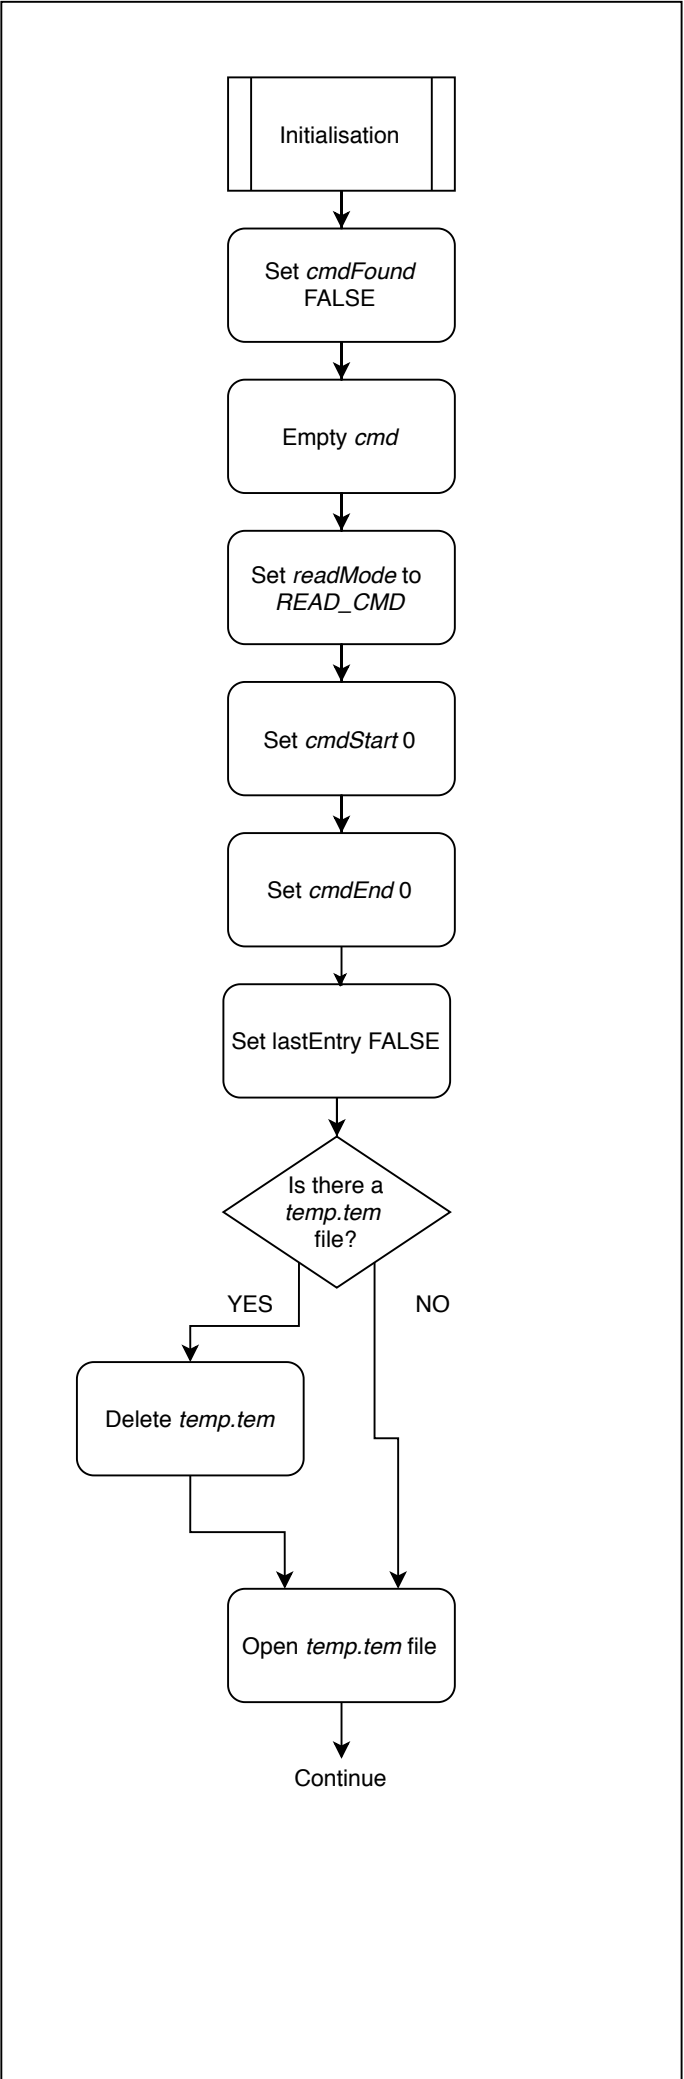 Initialisation
Set cmdFound
FALSE
Empty cmd
Set readMode to
READ_CMD
Set cmdStart 0
Set cmdEnd 0
Set lastEntry FALSE
Is there a
temp.tem
file?
YES
NO
Delete temp.tem
Open temp.tem file
Continue